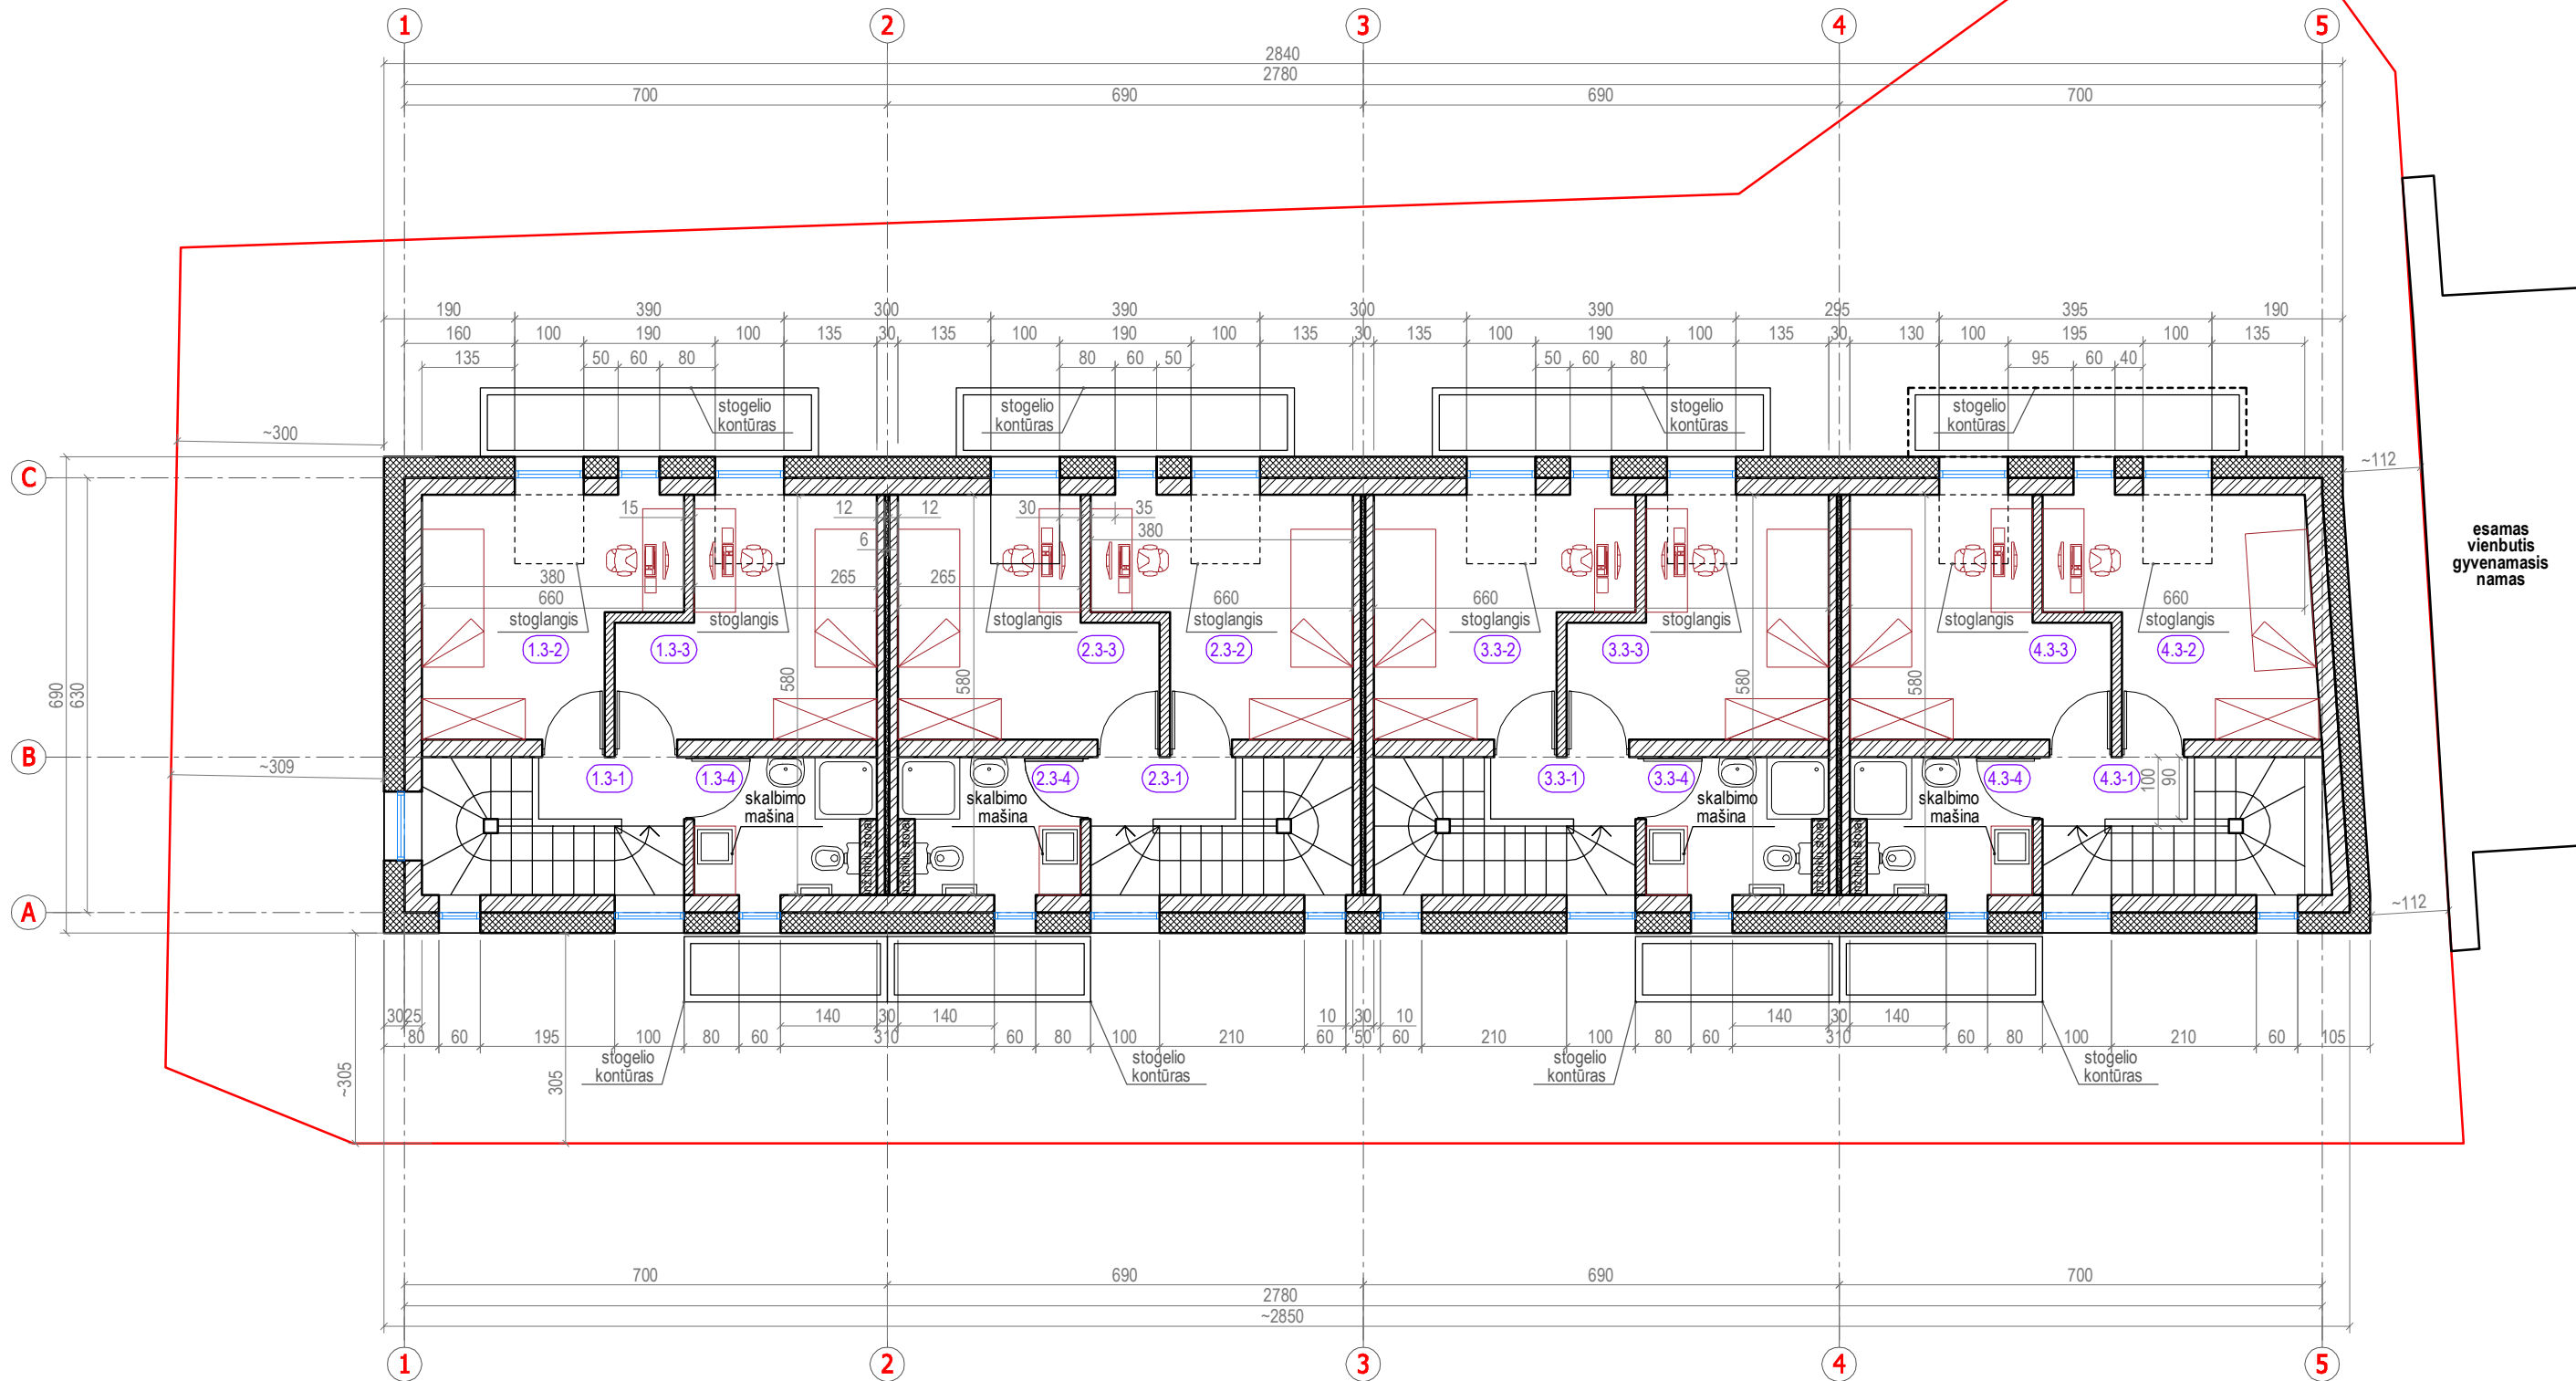 1 2 3 4 5
2840
2780
700 690 690 700
190 390 300 390 300 390 295 395 190
160 100 190 100 135 30 135 100 190 100 135 30 135 100 190 100 135 30 130 100 195 100 135
135 50 60 80 80 60 50 50 60 80 95 60 40
stogelio
kontūras
stogelio
kontūras
stogelio
kontūras
stogelio
kontūras
~300
~112
C
15 12 12 30 35
6 380
esamas
vienbutis
gyvenamasis
namas
380 265 265
660 660 660 660
stoglangis stoglangis stoglangis stoglangis stoglangis stoglangis stoglangis stoglangis
1.3-2 1.3-3 2.3-3 2.3-2 3.3-2 3.3-3 4.3-3 4.3-2
580 580 580 580
690 630
B
~309
1.3-1 1.3-4 2.3-4 2.3-1 3.3-1 3.3-4 4.3-4 4.3-1
100 90
skalbimo
mašina
skalbimo
mašina
skalbimo
mašina
skalbimo
mašina
A
~112
30 25 140 30 140 10 30 10 140 30 140
80 60 195 100 80 60 310 60 80 100 210 60 50 60 210 100 80 60 310 60 80 100 210 60 105
stogelio
kontūras
stogelio
kontūras
stogelio
kontūras
stogelio
kontūras
~305 305
700 690 690 700
2780
~2850
1 2 3 4 5